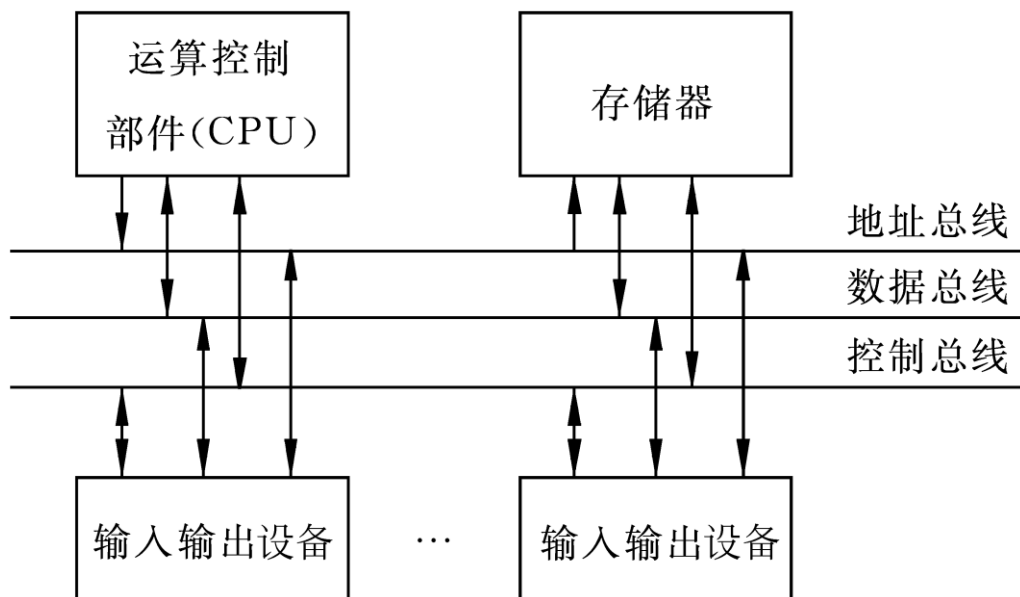 运算控制
部件(CPU)
存储器
地址总线
数据总线
控制总线
输入输出设备
…
输入输出设备